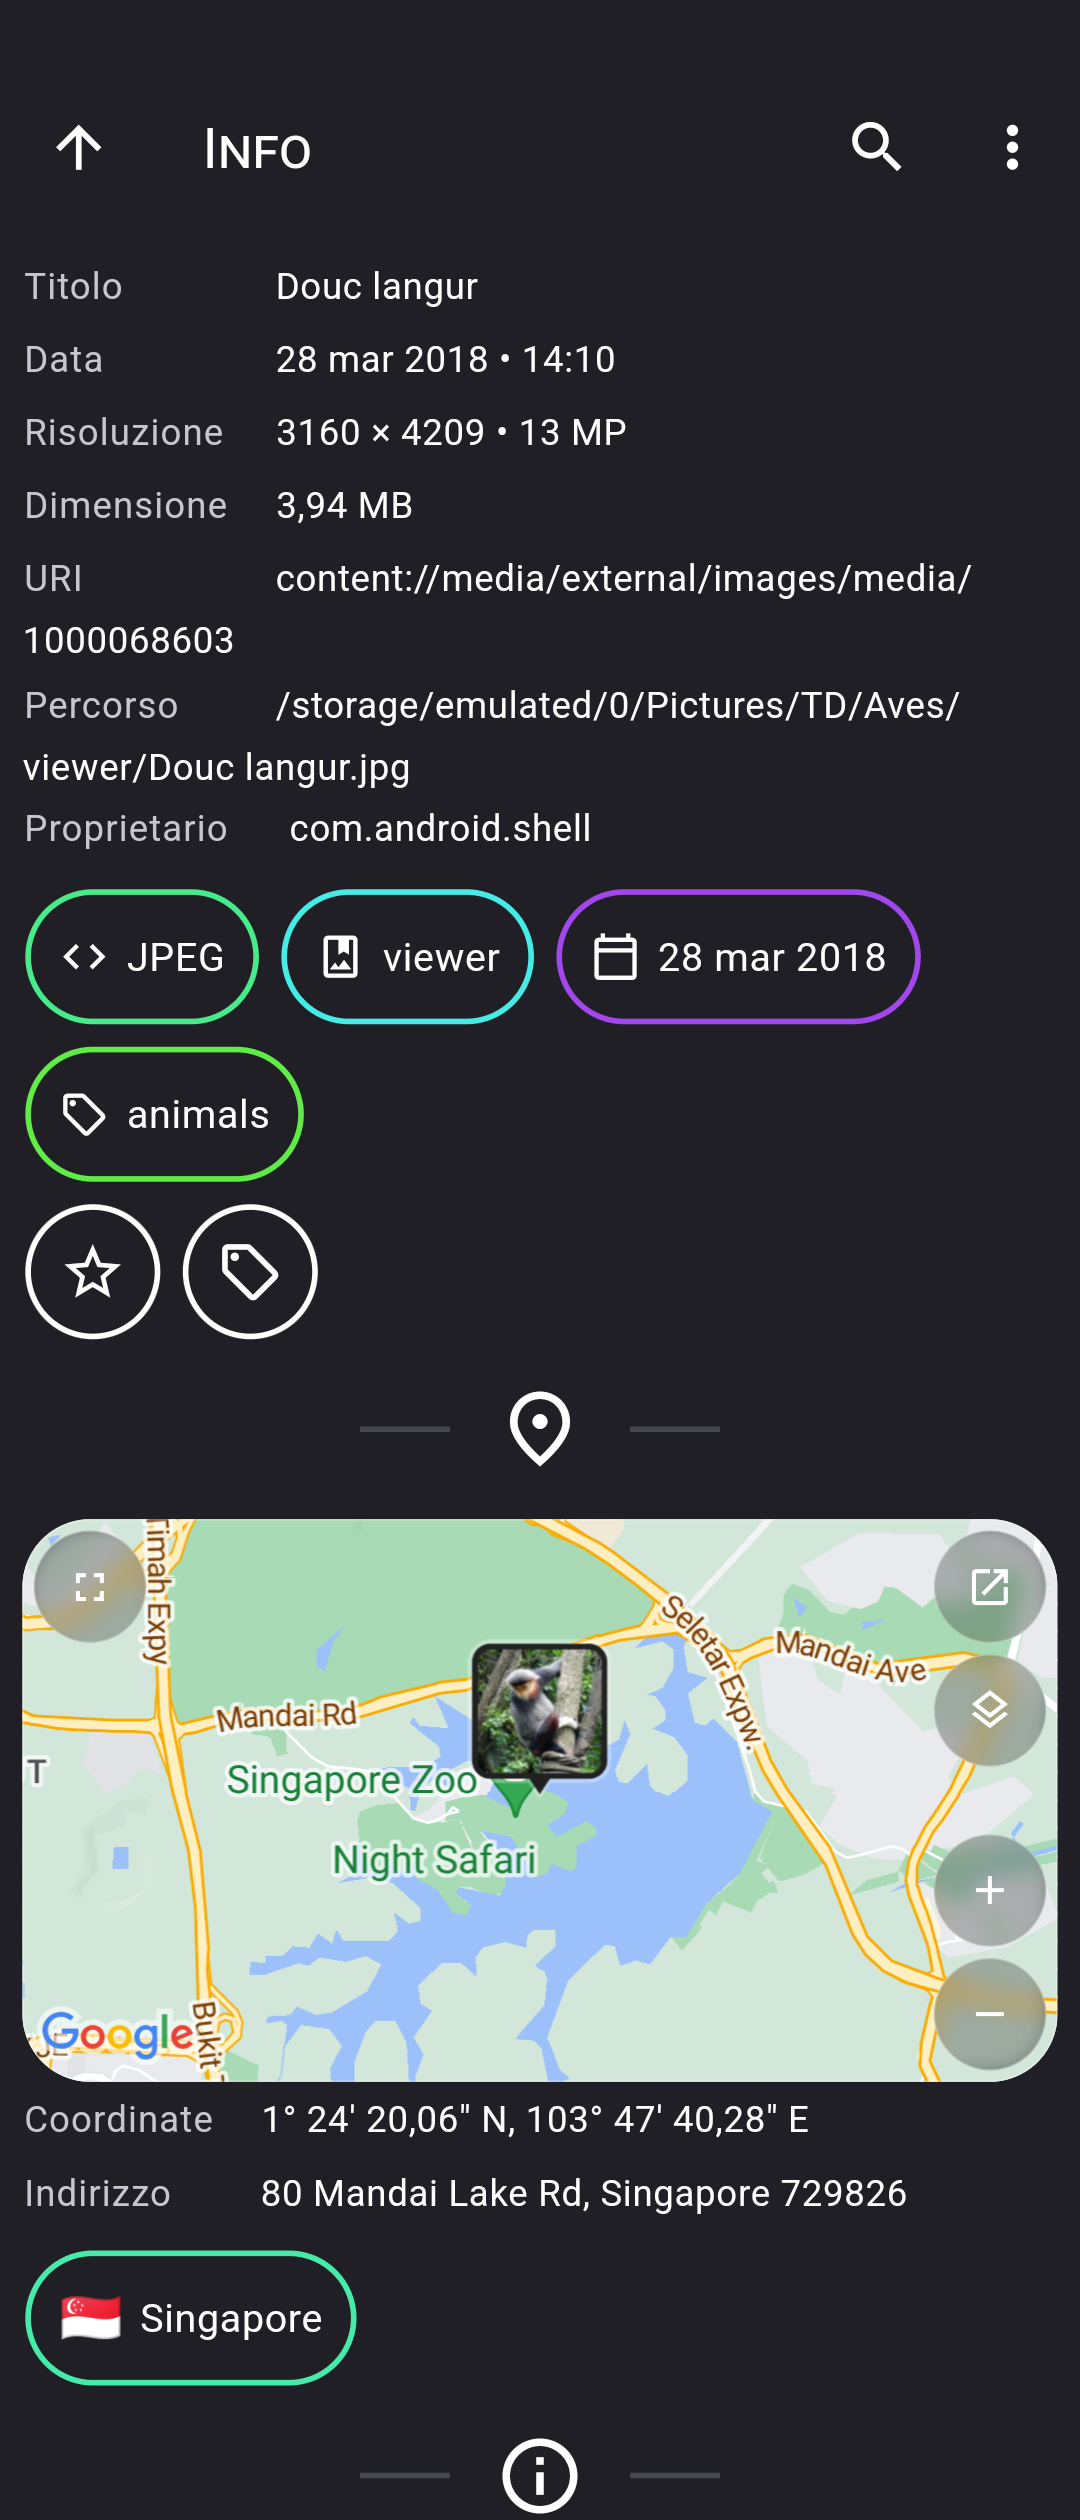 INFO
Titolo Douc langur
Data 28 mar 2018 • 14:10
Risoluzione 3160 × 4209 • 13 MP
Dimensione 3,94 MB
URI content://media/external/images/media/
1000068603
Percorso /storage/emulated/0/Pictures/TD/Aves/
viewer/Douc langur.jpg
Proprietario com.android.shell
JPEG viewer 28 mar 2018
animals
Timah Expy
Seletar Expw.
Mandai Ave
Mandai Rd
T
Singapore Zoo
Night Safari
Google
Bukit
Coordinate 1° 24' 20,06" N, 103° 47' 40,28" E
Indirizzo 80 Mandai Lake Rd, Singapore 729826
Singapore